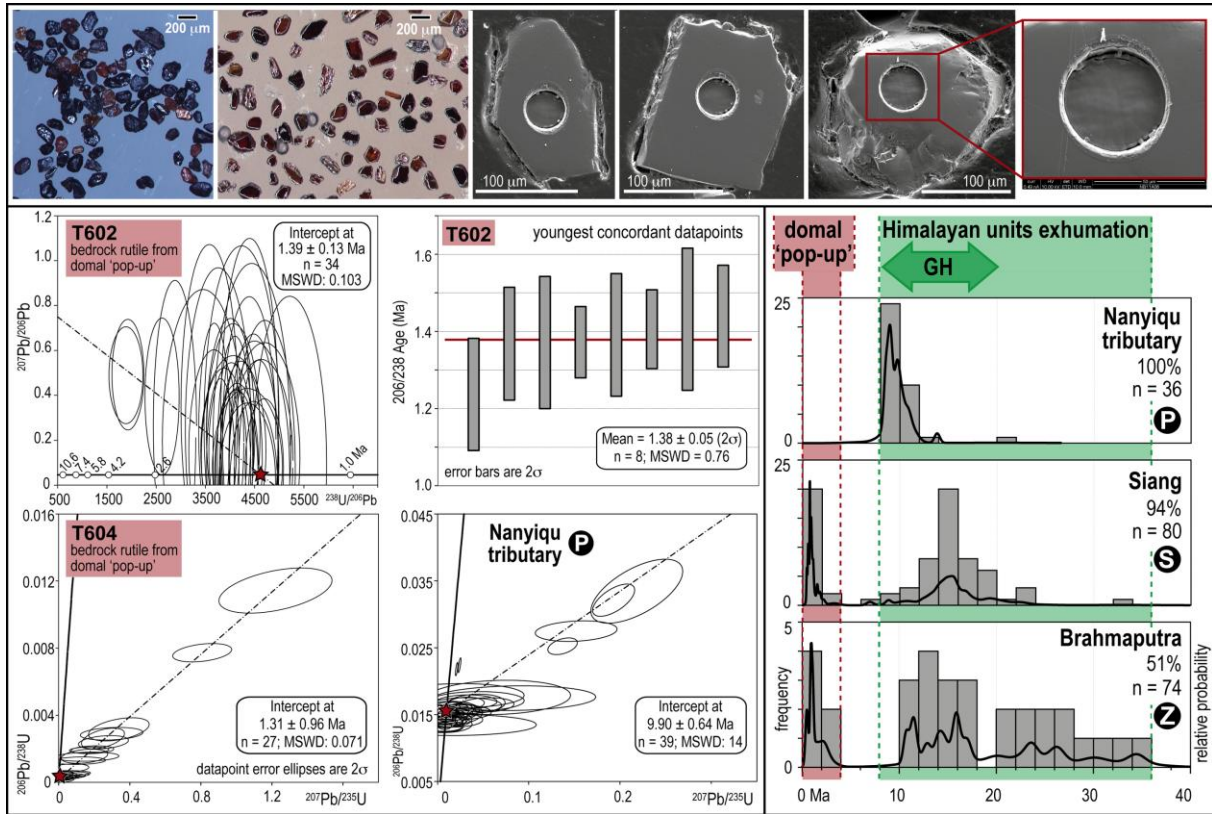 200 μm
200 μm
100 μm
100 μm
100 μm
T602
bedrock rutile from
domal ‘pop-up’
Intercept at
1.39 ± 0.13 Ma
n = 34
MSWD: 0.103
²⁰⁷Pb/²⁰⁶Pb
1.2
1.0
0.8
0.6
0.4
0.2
0
10.6
7.4
5.8
4.2
2.6
1.0 Ma
500
1500
2500
3500
4500
5500
²³⁸U/²⁰⁶Pb
T602
youngest concordant datapoints
206/238 Age (Ma)
1.6
1.4
1.2
1.0
Mean = 1.38 ± 0.05 (2σ)
n = 8; MSWD = 0.76
error bars are 2σ
T604
bedrock rutile from
domal ‘pop-up’
0.016
0.012
0.008
0.004
0
²⁰⁶Pb/²³⁸U
Intercept at
1.31 ± 0.96 Ma
n = 27; MSWD: 0.071
datapoint error ellipses are 2σ
0
0.4
0.8
1.2
²⁰⁷Pb/²³⁵U
Nanyiqu
tributary P
0.045
0.035
0.025
0.015
0.005
²⁰⁶Pb/²³⁸U
Intercept at
9.90 ± 0.64 Ma
n = 39; MSWD: 14
0
0.2
²⁰⁷Pb/²³⁵U
domal
‘pop-up’
Himalayan units exhumation
GH
25
0
Nanyiqu
tributary
100%
n = 36
P
25
0
Siang
94%
n = 80
S
5
0
Brahmaputra
51%
n = 74
Z
frequency
relative probability
0 Ma
10
20
30
40